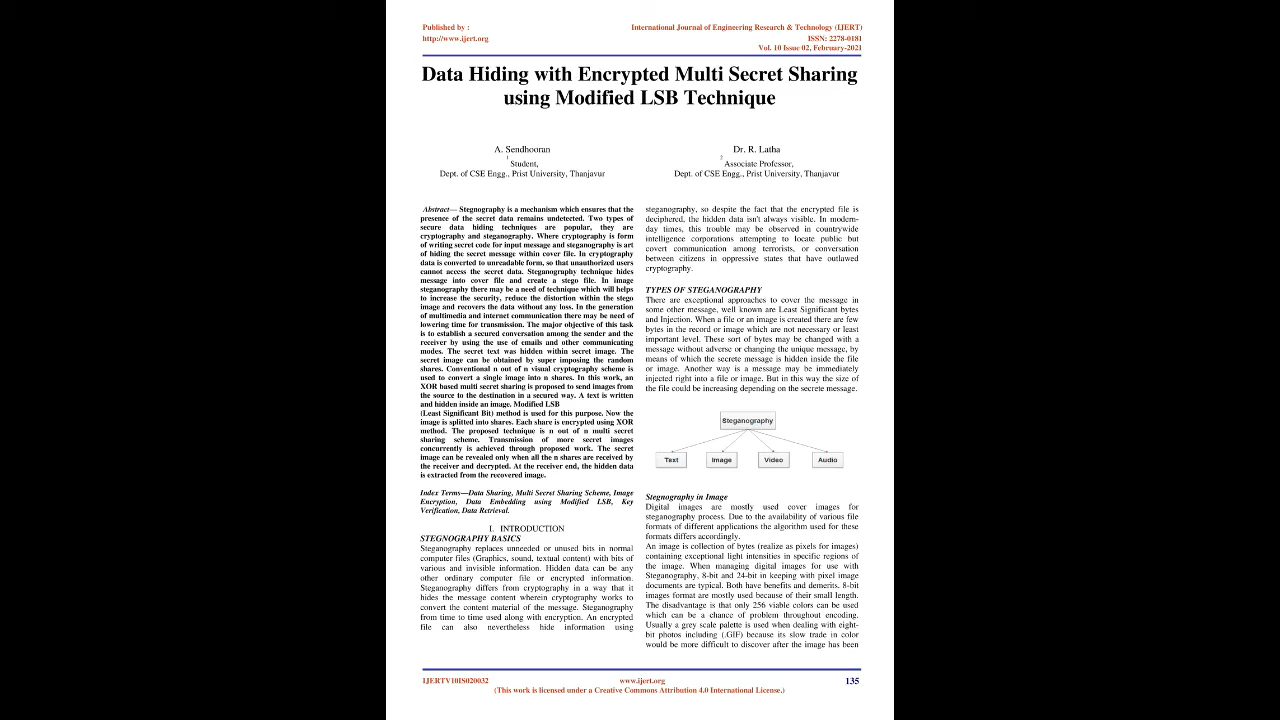 Published by :
http://www.ijert.org
International Journal of Engineering Research & Technology (IJERT)
ISSN: 2278-0181
Vol. 10 Issue 02, February-2021
Data Hiding with Encrypted Multi Secret Sharing
using Modified LSB Technique
A. Sendhooran
1
Student,
Dept. of CSE Engg., Prist University, Thanjavur
Dr. R. Latha
2
Associate Professor,
Dept. of CSE Engg., Prist University, Thanjavur
Abstract— Stegnography is a mechanism which ensures that the
presence of the secret data remains undetected. Two types of
secure data hiding techniques are popular, they are
cryptography and steganography. Where cryptography is form
of writing secret code for input message and steganography is art
of hiding the secret message within cover file. In cryptography
data is converted to unreadable form, so that unauthorized users
cannot access the secret data. Steganography technique hides
message into cover file and create a stego file. In image
steganography there may be a need of technique which will helps
to increase the security, reduce the distortion within the stego
image and recovers the data without any loss. In the generation
of multimedia and internet communication there may be need of
lowering time for transmission. The major objective of this task
is to establish a secured conversation among the sender and the
receiver by using the use of emails and other communicating
modes. The secret text was hidden within secret image. The
secret image can be obtained by super imposing the random
shares. Conventional n out of n visual cryptography scheme is
used to convert a single image into n shares. In this work, an
XOR based multi secret sharing is proposed to send images from
the source to the destination in a secured way. A text is written
and hidden inside an image. Modified LSB
(Least Significant Bit) method is used for this purpose. Now the
image is splitted into shares. Each share is encrypted using XOR
method. The proposed technique is n out of n multi secret
sharing scheme. Transmission of more secret images
concurrently is achieved through proposed work. The secret
image can be revealed only when all the n shares are received by
the receiver and decrypted. At the receiver end, the hidden data
is extracted from the recovered image.
Index Terms—Data Sharing, Multi Secret Sharing Scheme, Image
Encryption, Data Embedding using Modified LSB, Key
Verification, Data Retrieval.
I. INTRODUCTION
STEGNOGRAPHY BASICS
Steganography replaces unneeded or unused bits in normal
computer files (Graphics, sound, textual content) with bits of
various and invisible information. Hidden data can be any
other ordinary computer file or encrypted information.
Steganography differs from cryptography in a way that it
hides the message content wherein cryptography works to
convert the content material of the message. Steganography
from time to time used along with encryption. An encrypted
file can also nevertheless hide information using
steganography, so despite the fact that the encrypted file is
deciphered, the hidden data isn't always visible. In modern-
day times, this trouble may be observed in countrywide
intelligence corporations attempting to locate public but
covert communication among terrorists, or conversation
between citizens in oppressive states that have outlawed
cryptography.
TYPES OF STEGANOGRAPHY
There are exceptional approaches to cover the message in
some other message, well known are Least Significant bytes
and Injection. When a file or an image is created there are few
bytes in the record or image which are not necessary or least
important level. These sort of bytes may be changed with a
message without adverse or changing the unique message, by
means of which the secrete message is hidden inside the file
or image. Another way is a message may be immediately
injected right into a file or image. But in this way the size of
the file could be increasing depending on the secrete message.
Steganography
Text Image Video Audio
Stegnography in Image
Digital images are mostly used cover images for
steganography process. Due to the availability of various file
formats of different applications the algorithm used for these
formats differs accordingly.
An image is collection of bytes (realize as pixels for images)
containing exceptional light intensities in specific regions of
the image. When managing digital images for use with
Steganography, 8-bit and 24-bit in keeping with pixel image
documents are typical. Both have benefits and demerits. 8-bit
images format are mostly used because of their small length.
The disadvantage is that only 256 viable colors can be used
which can be a chance of problem throughout encoding.
Usually a grey scale palette is used when dealing with eight-
bit photos including (.GIF) because its slow trade in color
would be more difficult to discover after the image has been
IJERTV10IS020032
www.ijert.org
135
(This work is licensed under a Creative Commons Attribution 4.0 International License.)